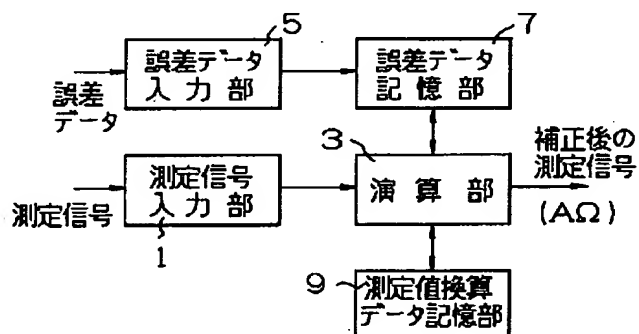 5
7
誤差データ
入力部
誤差データ
記憶部
誤差
データ
3
補正後の
測定信号
測定信号
測定信号
入力部
演算部
(AΩ)
1
9
測定値換算
データ記憶部